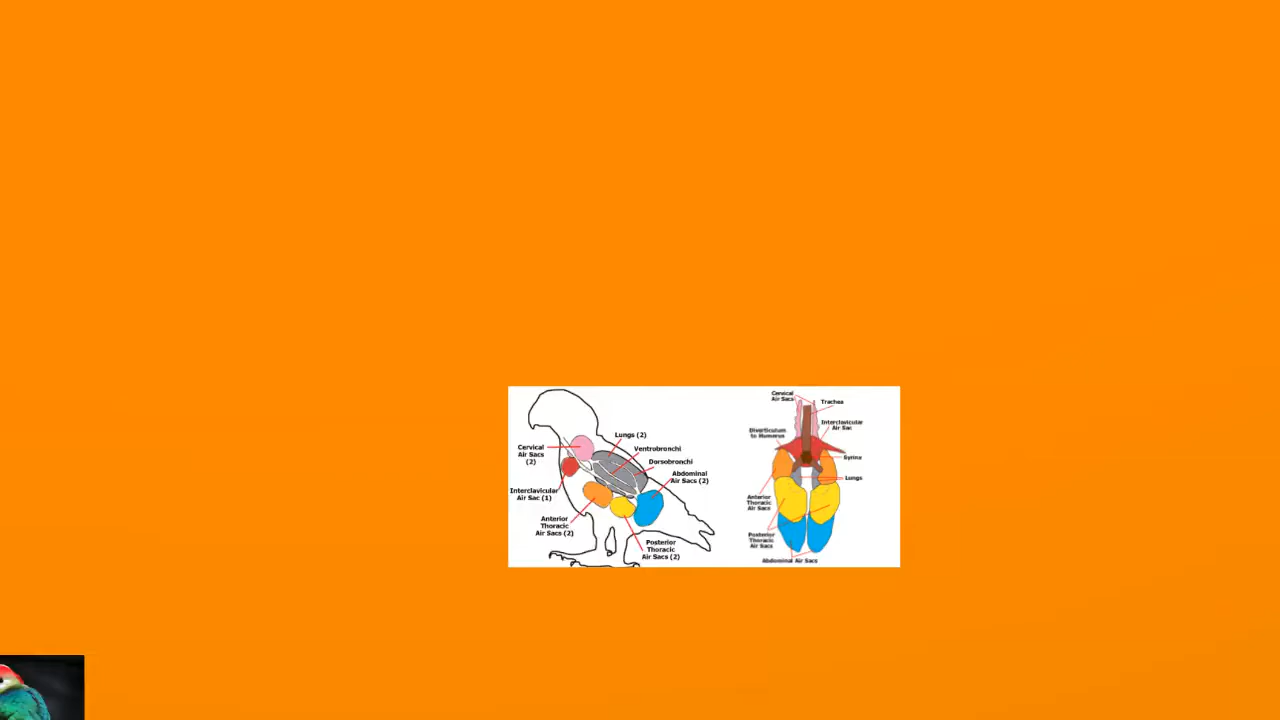 Lungs (2)
Ventrobronchi
Cervical
Air Sacs
(2)
Dorsobronchi
Abdominal
Air Sacs (2)
Interclavicular
Air Sac (1)
Anterior
Thoracic
Air Sacs (2)
Posterior
Thoracic
Air Sacs (2)
Cervical
Air Sacs
Trachea
Interclavicular
Air Sac
Diverticulum
to Humerus
Syrinx
Lungs
Anterior
Thoracic
Air Sacs
Posterior
Thoracic
Air Sacs
Abdominal Air Sacs